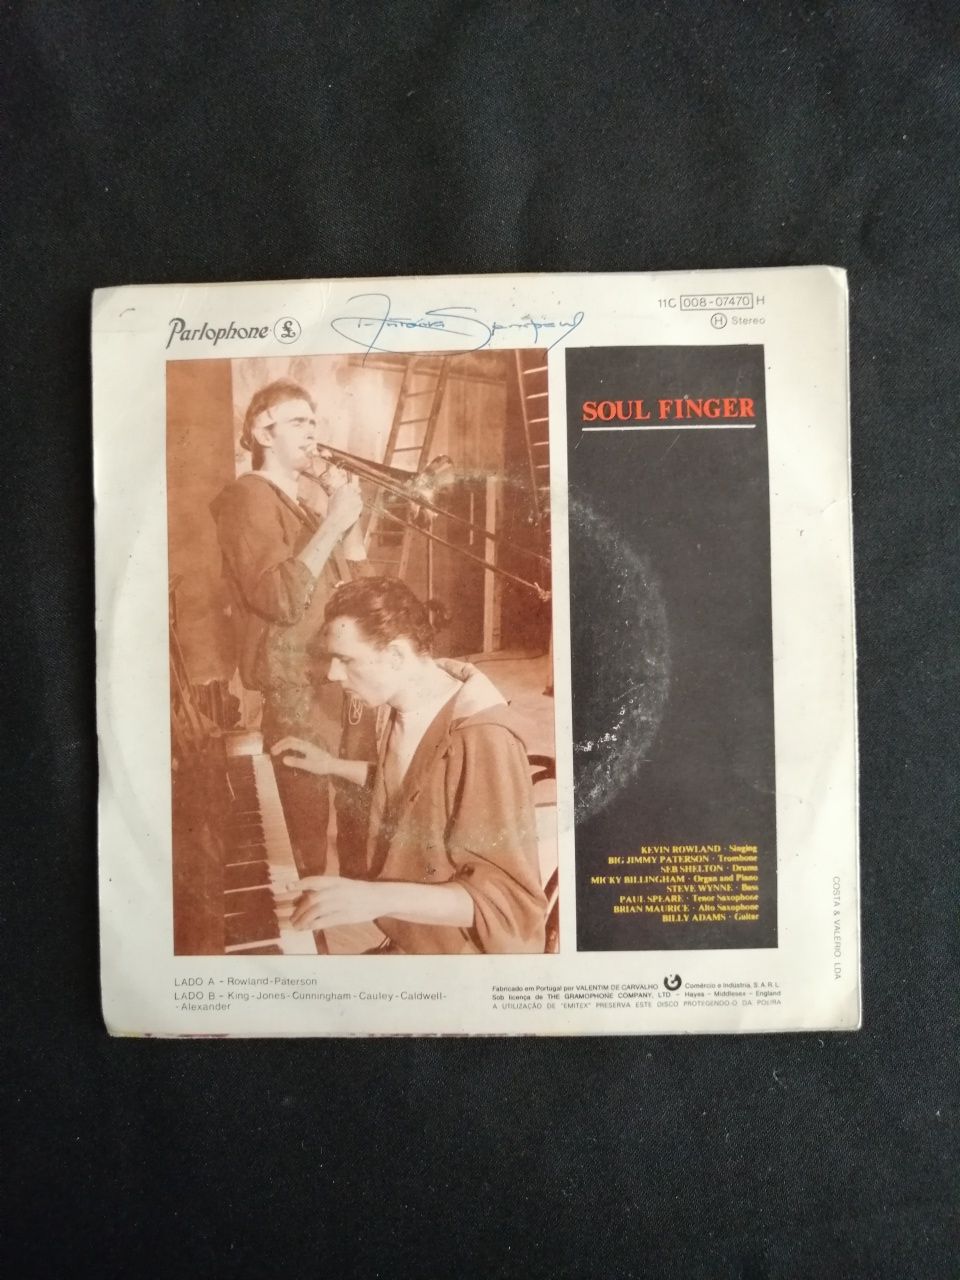 Parlophone £
11C 008-07470 H
H Stereo
SOUL FINGER
KEVIN ROWLAND · Singing
BIG JIMMY PATERSON · Trombone
SEB SHELTON · Drums
MICKY BILLINGHAM · Organ and Piano
STEVE WYNNE · Bass
PAUL SPEARE · Tenor Saxophone
BRIAN MAURICE · Alto Saxophone
BILLY ADAMS · Guitar
COSTA & VALERIO. LDA
LADO A - Rowland-Paterson
LADO B - King-Jones-Cunningham-Cauley-Caldwell-
-Alexander
Fabricado em Portugal por VALENTIM DE CARVALHO Comércio e Indústria, S.A.R.L
Sob licença de THE GRAMOPHONE COMPANY, LTD - Hayes - Middlesex - England
A UTILIZAÇÃO DE "EMITEX" PRESERVA ESTE DISCO PROTEGENDO-O DA POEIRA